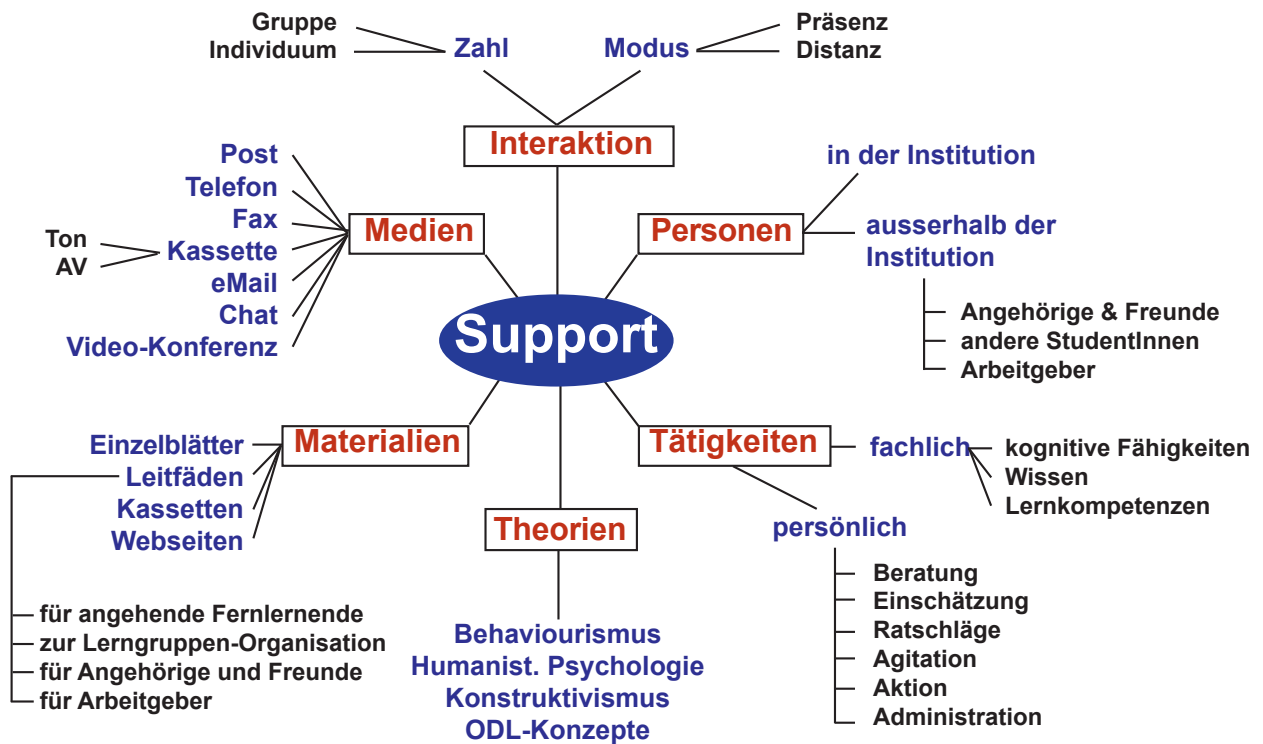 Gruppe
Individuum
Zahl
Modus
Präsenz
Distanz
Interaktion
Post
Telefon
Fax
Kassette
eMail
Chat
Video-Konferenz
Ton
AV
Medien
Personen
in der Institution
ausserhalb der
Institution
Angehörige & Freunde
andere StudentInnen
Arbeitgeber
Support
Einzelblätter
Leitfäden
Kassetten
Webseiten
Materialien
für angehende Fernlernende
zur Lerngruppen-Organisation
für Angehörige und Freunde
für Arbeitgeber
Theorien
Behaviourismus
Humanist. Psychologie
Konstruktivismus
ODL-Konzepte
Tätigkeiten
fachlich
kognitive Fähigkeiten
Wissen
Lernkompetenzen
persönlich
Beratung
Einschätzung
Ratschläge
Agitation
Aktion
Administration